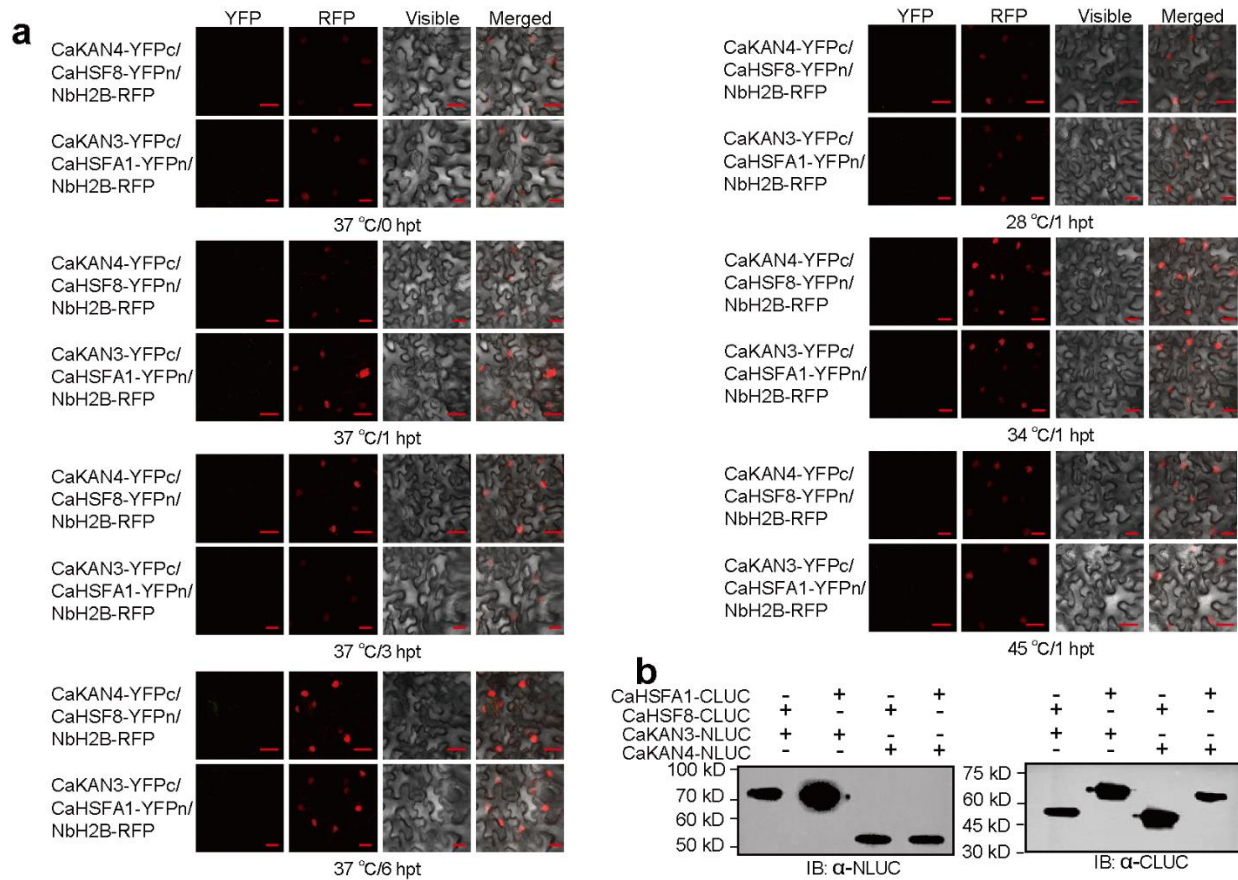 a
YFP RFP Visible Merged
CaKAN4-YFPc/
CaHSF8-YFPn/
NbH2B-RFP
CaKAN3-YFPc/
CaHSFA1-YFPn/
NbH2B-RFP
37 °C/0 hpt
CaKAN4-YFPc/
CaHSF8-YFPn/
NbH2B-RFP
CaKAN3-YFPc/
CaHSFA1-YFPn/
NbH2B-RFP
37 °C/1 hpt
CaKAN4-YFPc/
CaHSF8-YFPn/
NbH2B-RFP
CaKAN3-YFPc/
CaHSFA1-YFPn/
NbH2B-RFP
37 °C/3 hpt
CaKAN4-YFPc/
CaHSF8-YFPn/
NbH2B-RFP
CaKAN3-YFPc/
CaHSFA1-YFPn/
NbH2B-RFP
37 °C/6 hpt
YFP RFP Visible Merged
CaKAN4-YFPc/
CaHSF8-YFPn/
NbH2B-RFP
CaKAN3-YFPc/
CaHSFA1-YFPn/
NbH2B-RFP
28 °C/1 hpt
CaKAN4-YFPc/
CaHSF8-YFPn/
NbH2B-RFP
CaKAN3-YFPc/
CaHSFA1-YFPn/
NbH2B-RFP
34 °C/1 hpt
CaKAN4-YFPc/
CaHSF8-YFPn/
NbH2B-RFP
CaKAN3-YFPc/
CaHSFA1-YFPn/
NbH2B-RFP
45 °C/1 hpt
b
CaHSFA1-CLUC - + - + - + - +
CaHSF8-CLUC + - + - + - + -
CaKAN3-NLUC + + - - + + - -
CaKAN4-NLUC - - + + - - + +
100 kD
70 kD
60 kD
50 kD
IB: α-NLUC
75 kD
60 kD
45 kD
30 kD
IB: α-CLUC